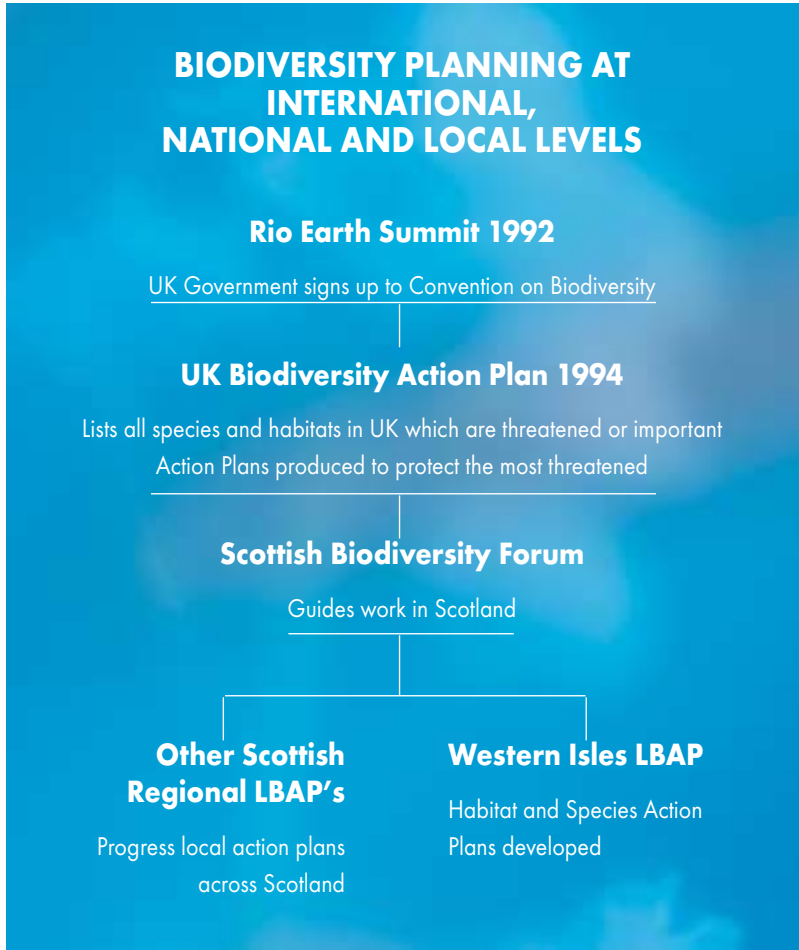 BIODIVERSITY PLANNING AT
INTERNATIONAL,
NATIONAL AND LOCAL LEVELS
Rio Earth Summit 1992
UK Government signs up to Convention on Biodiversity
UK Biodiversity Action Plan 1994
Lists all species and habitats in UK which are threatened or important
Action Plans produced to protect the most threatened
Scottish Biodiversity Forum
Guides work in Scotland
Other Scottish
Regional LBAP's
Progress local action plans
across Scotland
Western Isles LBAP
Habitat and Species Action
Plans developed